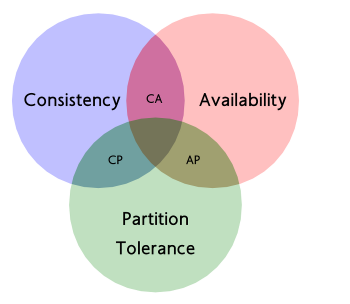 Consistency
CA
Availability
CP
AP
Partition
Tolerance